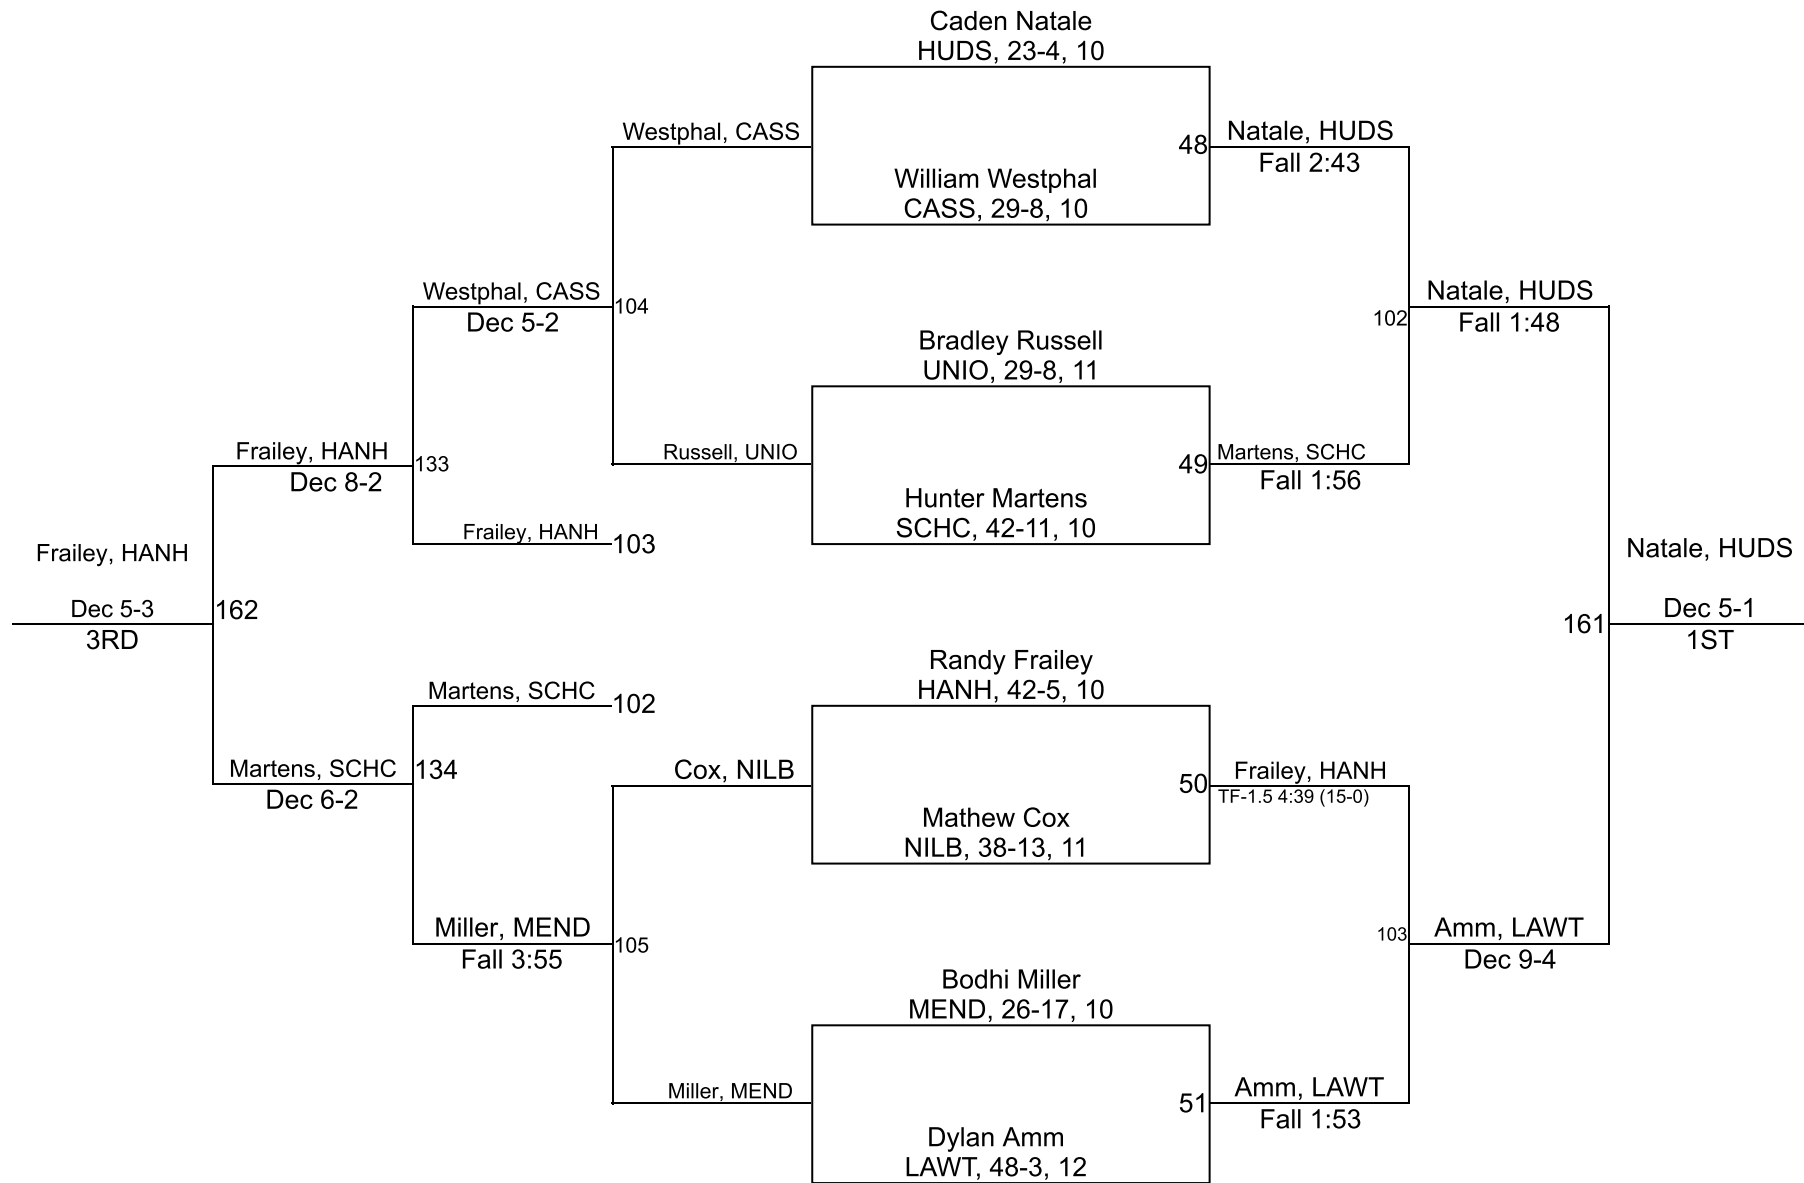 Caden Natale
HUDS, 23-4, 10
Westphal, CASS
48
Natale, HUDS
Fall 2:43
William Westphal
CASS, 29-8, 10
Westphal, CASS
Dec 5-2
104
Natale, HUDS
Fall 1:48
102
Bradley Russell
UNIO, 29-8, 11
Frailey, HANH
Dec 8-2
133
Russell, UNIO
49
Martens, SCHC
Fall 1:56
Hunter Martens
SCHC, 42-11, 10
Frailey, HANH
103
Frailey, HANH
Dec 5-3
3RD
162
Natale, HUDS
161
Dec 5-1
1ST
Randy Frailey
HANH, 42-5, 10
Martens, SCHC
102
Martens, SCHC
Dec 6-2
134
Cox, NILB
50
Frailey, HANH
TF-1.5 4:39 (15-0)
Mathew Cox
NILB, 38-13, 11
Miller, MEND
Fall 3:55
105
103
Amm, LAWT
Dec 9-4
Bodhi Miller
MEND, 26-17, 10
Miller, MEND
51
Amm, LAWT
Fall 1:53
Dylan Amm
LAWT, 48-3, 12